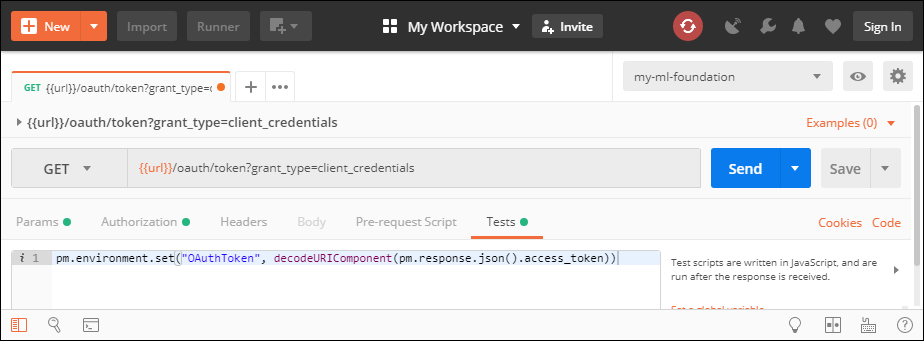 New Import Runner My Workspace Invite Sign In
GET {{url}}/oauth/token?grant_type=c my-ml-foundation
{{url}}/oauth/token?grant_type=client_credentials Examples (0)
GET {{url}}/oauth/token?grant_type=client_credentials Send Save
Params Authorization Headers Body Pre-request Script Tests Cookies Code
i 1 pm.environment.set("OAuthToken", decodeURIComponent(pm.response.json().access_token))
Test scripts are written in JavaScript, and are
run after the response is received.
Set a global variable